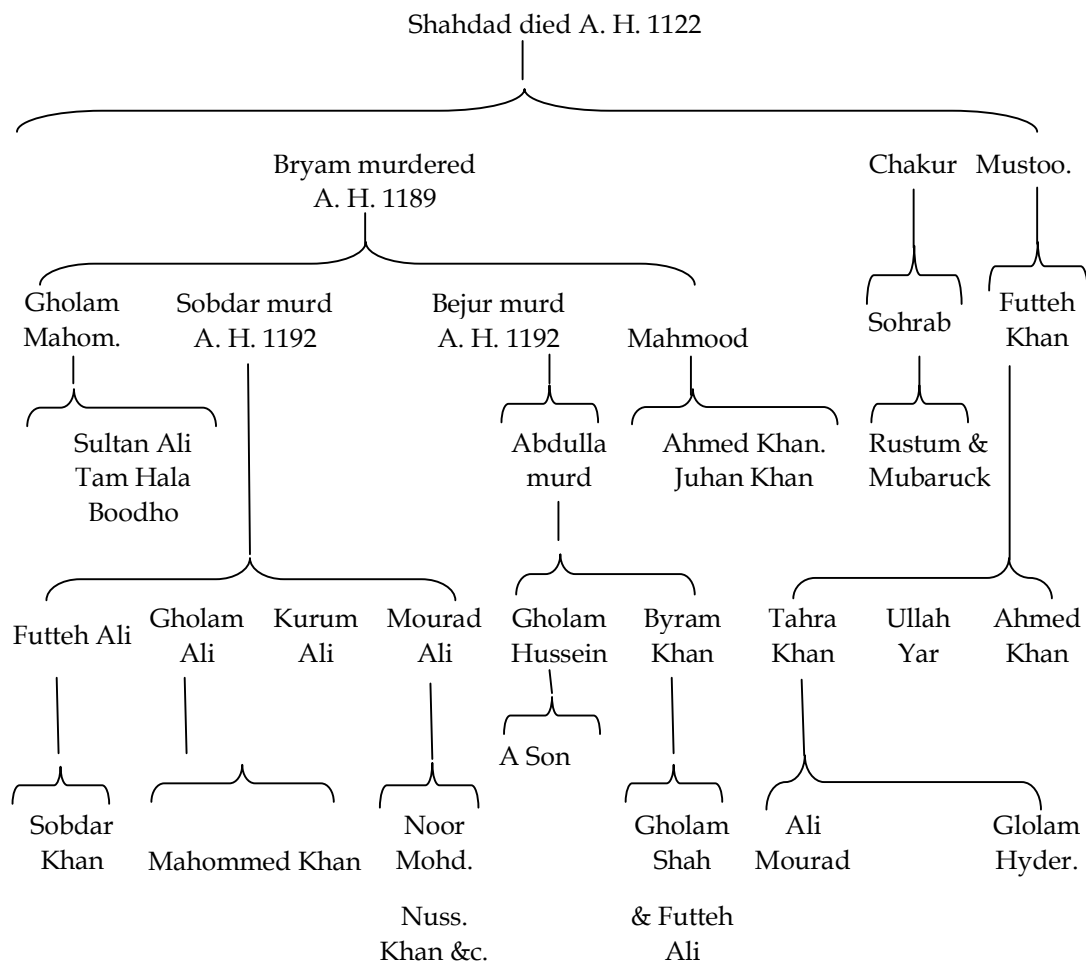 Shahdad died A. H. 1122
Bryam murdered
A. H. 1189
Chakur
Mustoo.
Gholam
Mahom.
Sobdar murd
A. H. 1192
Bejur murd
A. H. 1192
Mahmood
Sohrab
Futteh
Khan
Sultan Ali
Tam Hala
Boodho
Abdulla
murd
Ahmed Khan.
Juhan Khan
Rustum &
Mubaruck
Futteh Ali
Gholam
Ali
Kurum
Ali
Mourad
Ali
Gholam
Hussein
Byram
Khan
Tahra
Khan
Ullah
Yar
Ahmed
Khan
A Son
Sobdar
Khan
Mahommed Khan
Noor
Mohd.
Nuss.
Khan &c.
Gholam
Shah
& Futteh
Ali
Ali
Mourad
Glolam
Hyder.